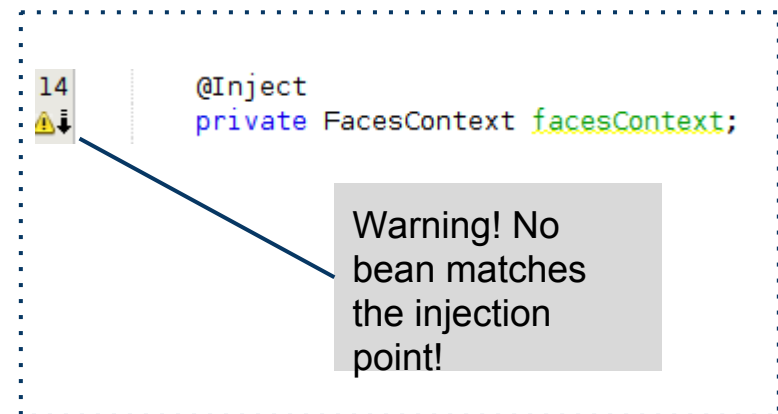 14
@Inject
private FacesContext facesContext;
Warning! No
bean matches
the injection
point!